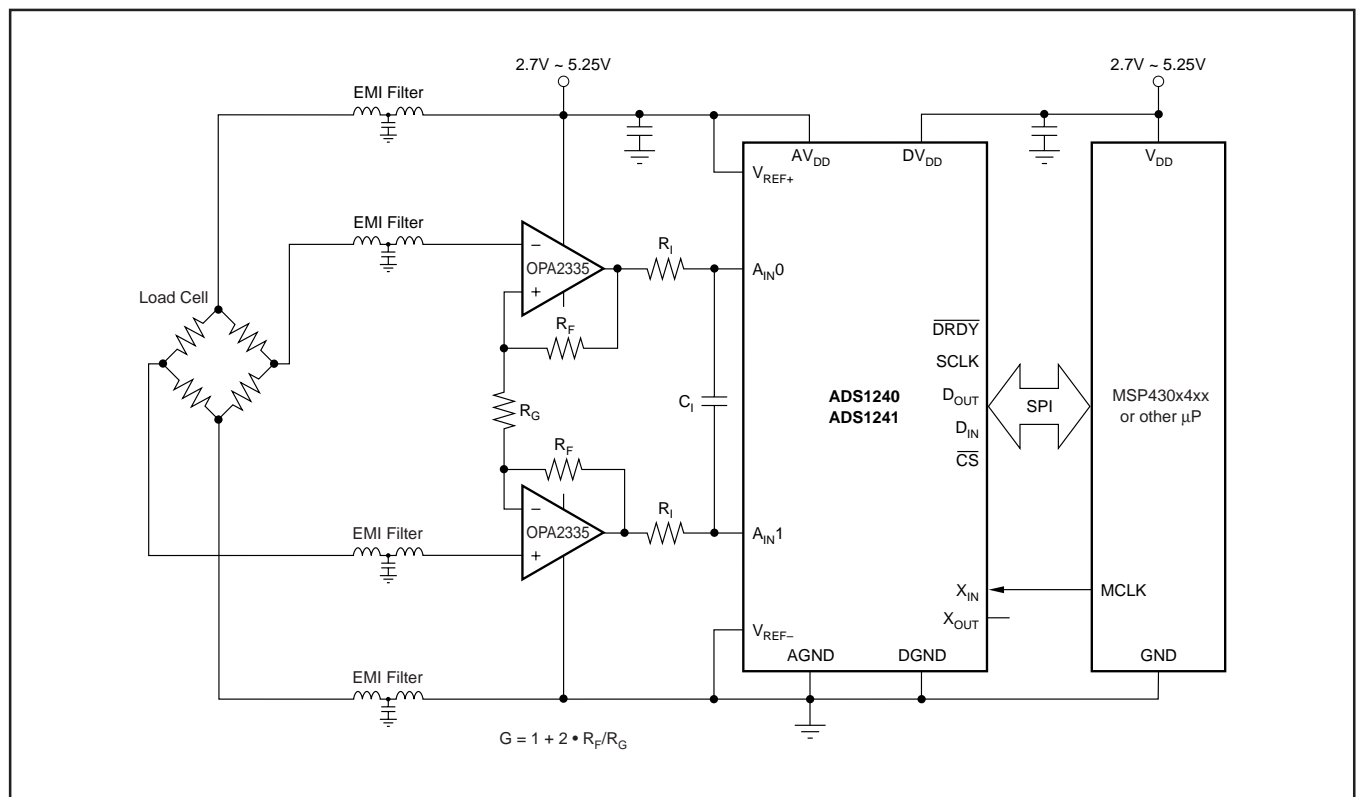 2.7V ~ 5.25V
2.7V ~ 5.25V
EMI Filter
AV_DD
DV_DD
V_DD
V_REF+
EMI Filter
R_I
−
OPA2335
+
A_IN0
Load Cell
R_F
DRDY
SCLK
R_G
C_I
ADS1240
ADS1241
D_OUT
SPI
MSP430x4xx
or other μP
D_IN
CS
R_F
R_I
−
OPA2335
+
A_IN1
EMI Filter
X_IN
MCLK
X_OUT
V_REF−
AGND
DGND
GND
EMI Filter
G = 1 + 2 • R_F/R_G